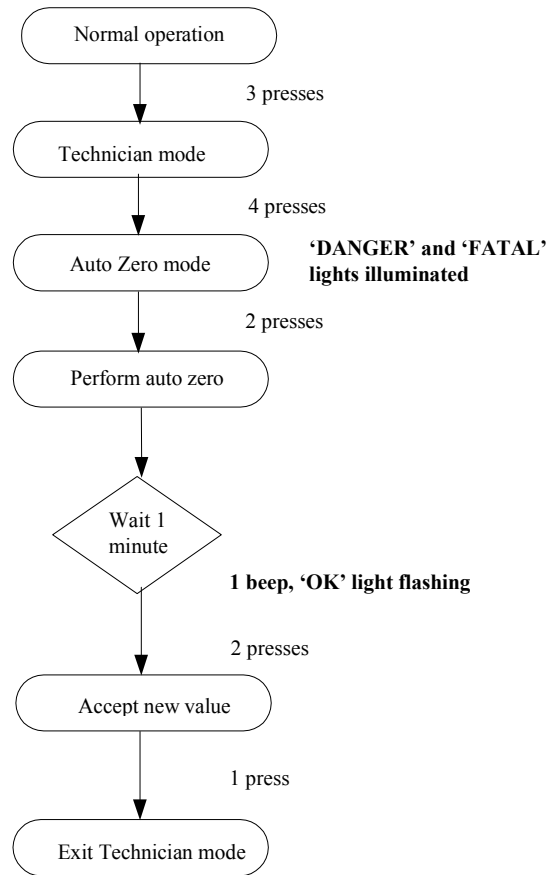 Normal operation
3 presses
Technician mode
4 presses
Auto Zero mode
‘DANGER’ and ‘FATAL’
lights illuminated
2 presses
Perform auto zero
Wait 1
minute
1 beep, ‘OK’ light flashing
2 presses
Accept new value
1 press
Exit Technician mode